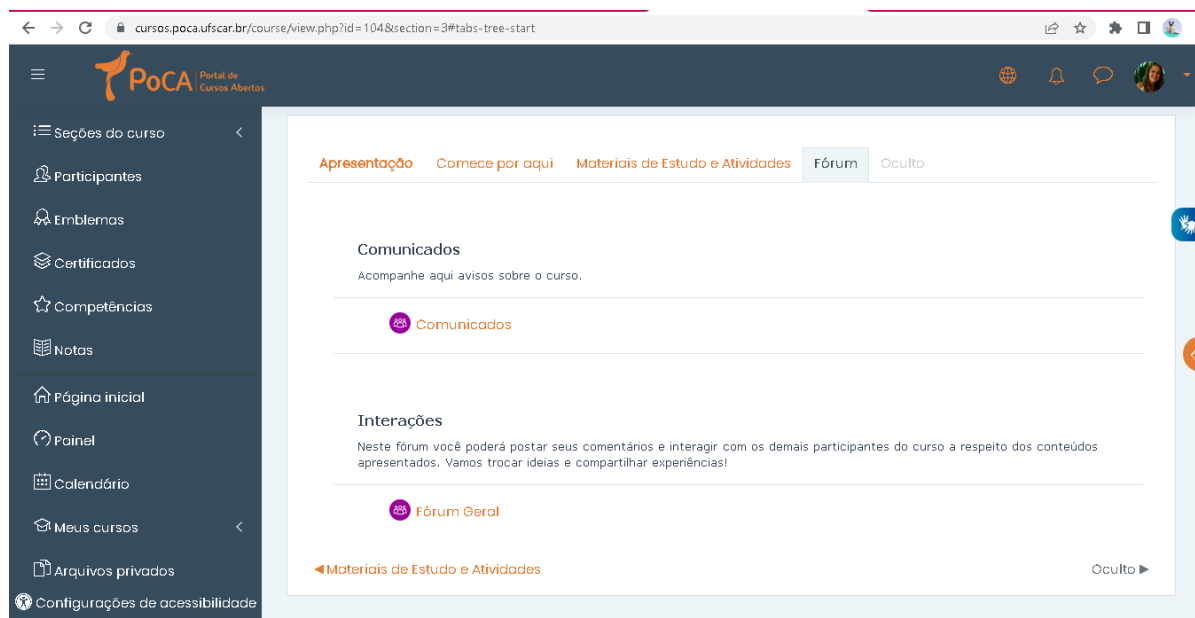 cursos.poca.ufscar.br/course/view.php?id=104&section=3#tabs-tree-start
PoCA Portal de
Cursos Abertos
Seções do curso
Participantes
Emblemas
Certificados
Competências
Notas
Página inicial
Painel
Calendário
Meus cursos
Arquivos privados
Configurações de acessibilidade
Apresentação Comece por aqui Materiais de Estudo e Atividades Fórum Oculto
Comunicados
Acompanhe aqui avisos sobre o curso.
Comunicados
Interações
Neste fórum você poderá postar seus comentários e interagir com os demais participantes do curso a respeito dos conteúdos
apresentados. Vamos trocar ideias e compartilhar experiências!
Fórum Geral
◄Materiais de Estudo e Atividades Oculto►